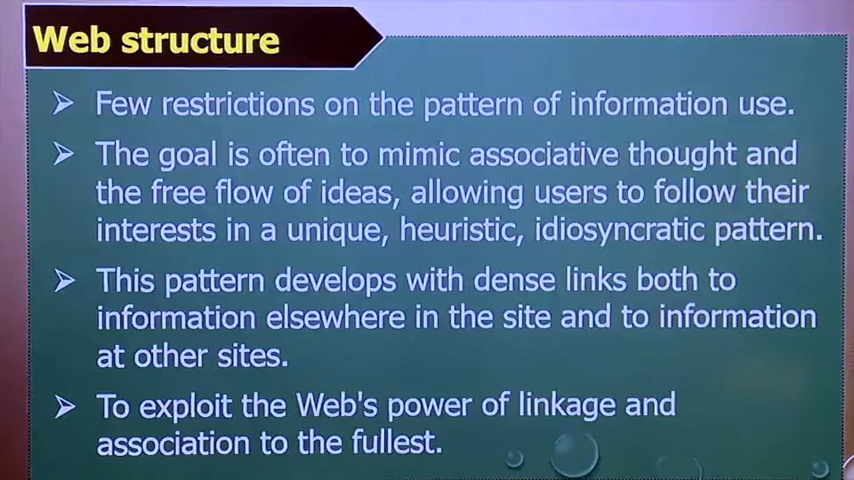 Web structure
Few restrictions on the pattern of information use.
The goal is often to mimic associative thought and
the free flow of ideas, allowing users to follow their
interests in a unique, heuristic, idiosyncratic pattern.
This pattern develops with dense links both to
information elsewhere in the site and to information
at other sites.
To exploit the Web's power of linkage and
association to the fullest.